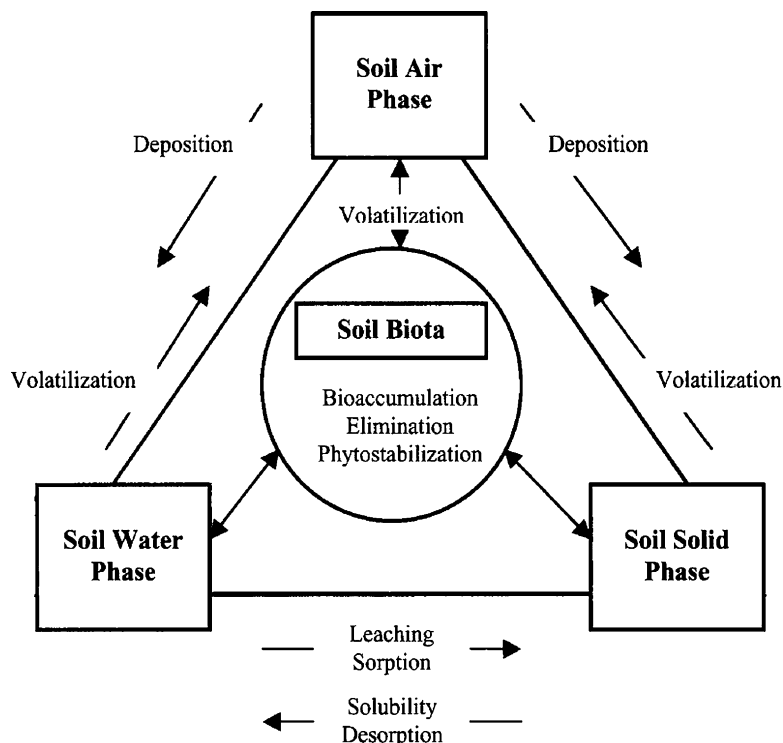 Soil Air
Phase
Deposition
Deposition
Volatilization
Soil Biota
Volatilization
Bioaccumulation
Elimination
Phytostabilization
Volatilization
Soil Water
Phase
Soil Solid
Phase
Leaching
Sorption
Solubility
Desorption